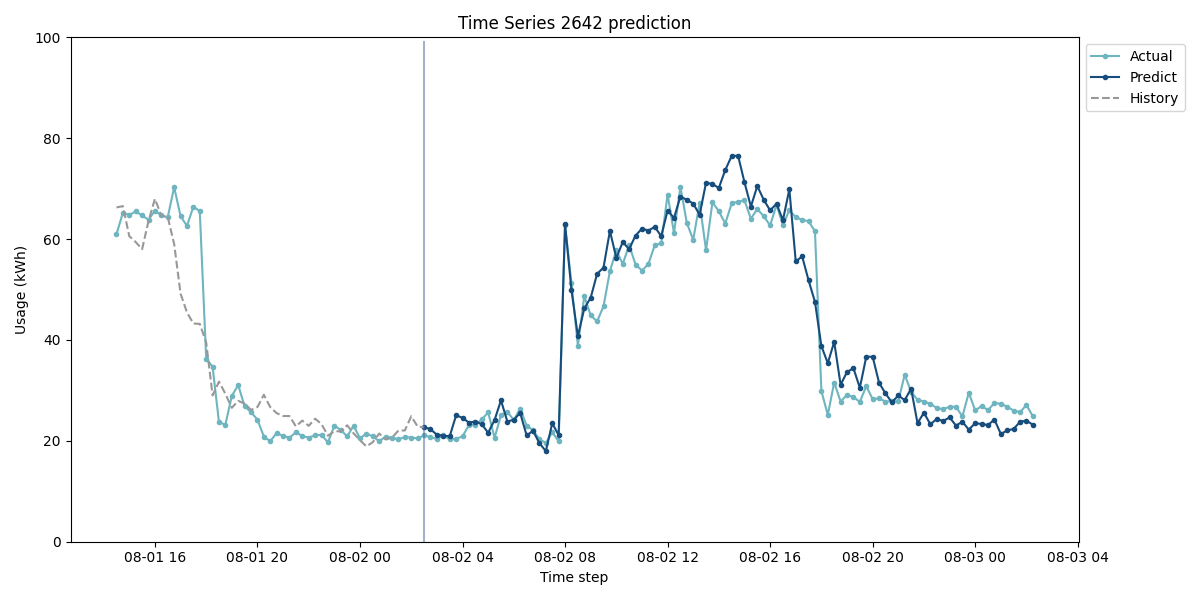 Time Series 2642 prediction
Usage (kWh)
100
80
60
40
20
0
08-01 16
08-01 20
08-02 00
08-02 04
08-02 08
08-02 12
08-02 16
08-02 20
08-03 00
08-03 04
Time step
Actual
Predict
History